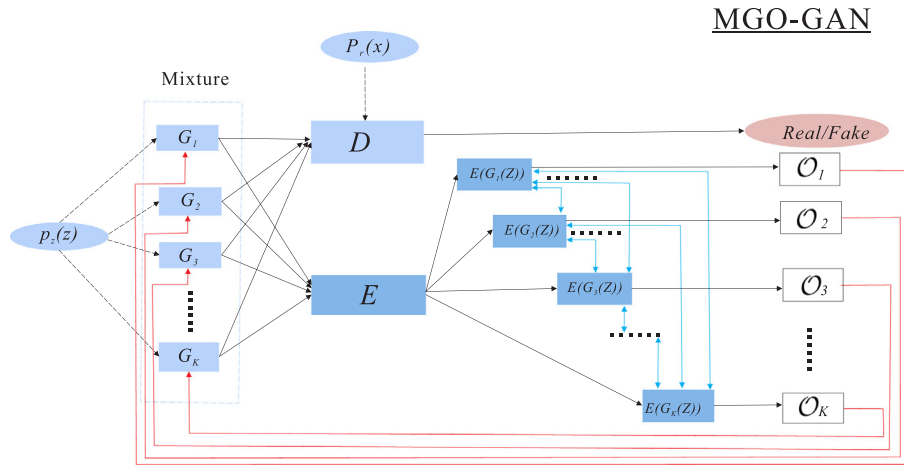 MGO-GAN
P_r(x)
Mixture
G_1
D
Real/Fake
E(G_1(Z))
O_1
G_2
E(G_2(Z))
O_2
p_z(z)
G_3
E
E(G_3(Z))
O_3
G_K
E(G_K(Z))
O_K